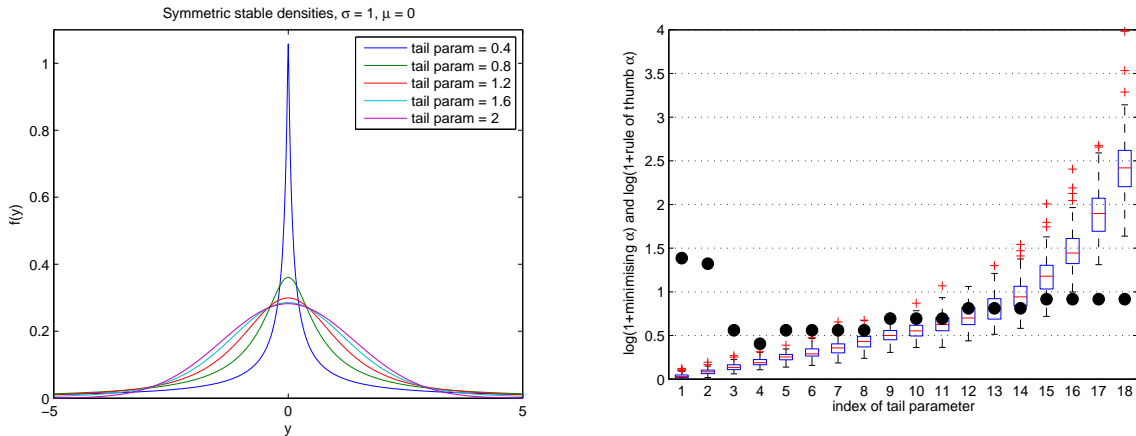 Symmetric stable densities, σ = 1, μ = 0
1
0.8
0.6
0.4
0.2
0
f(y)
−5
0
5
y
tail param = 0.4
tail param = 0.8
tail param = 1.2
tail param = 1.6
tail param = 2
4
3.5
3
2.5
2
1.5
1
0.5
0
log(1+minimising α) and log(1+rule of thumb α)
1 2 3 4 5 6 7 8 9 10 11 12 13 14 15 16 17 18
index of tail parameter